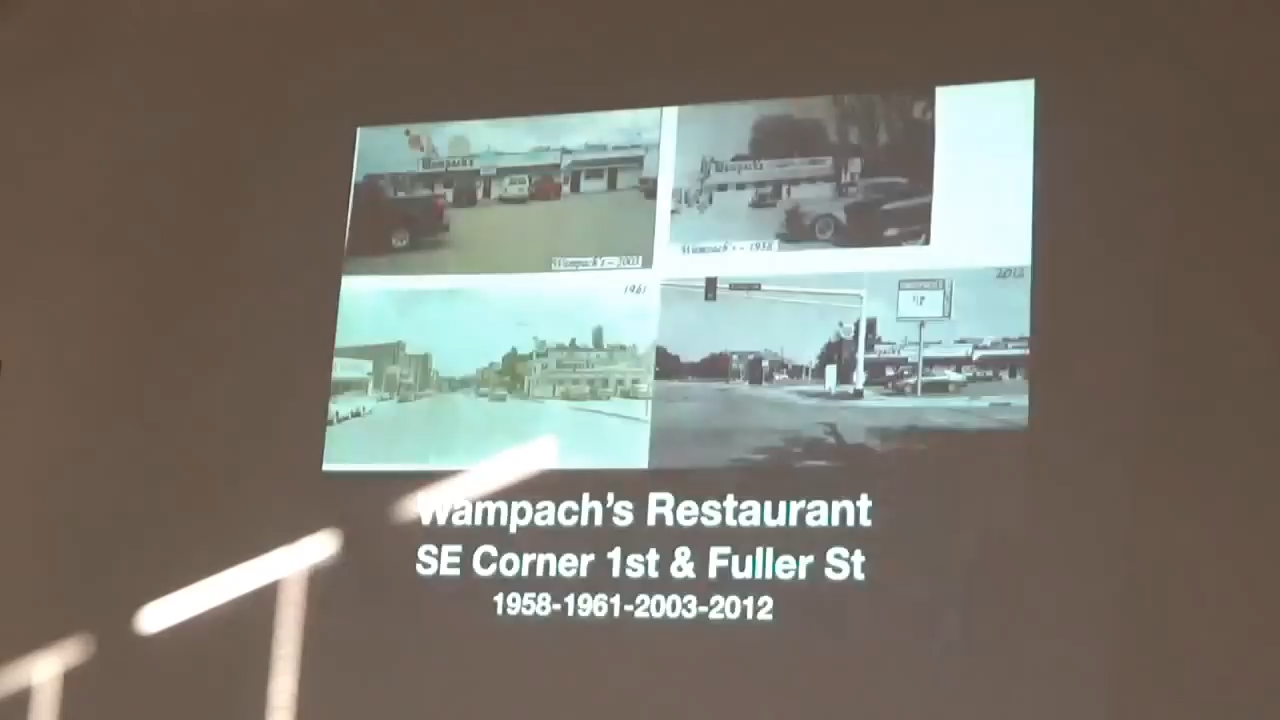 Wampach's
Wampach's
Wampach's – 2003
Wampach's – 1958
1961
2012
Wampach's Restaurant
SE Corner 1st & Fuller St
1958-1961-2003-2012